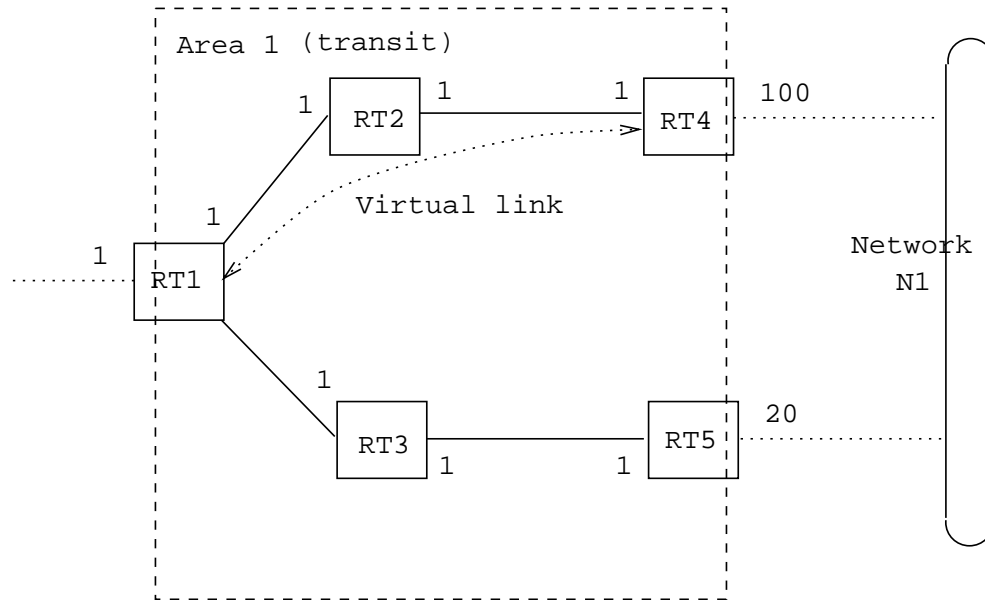 Area 1 (transit)
1
RT2
1
1
RT4
100
Virtual link
1
1
RT1
Network
N1
1
RT3
1
1
RT5
20